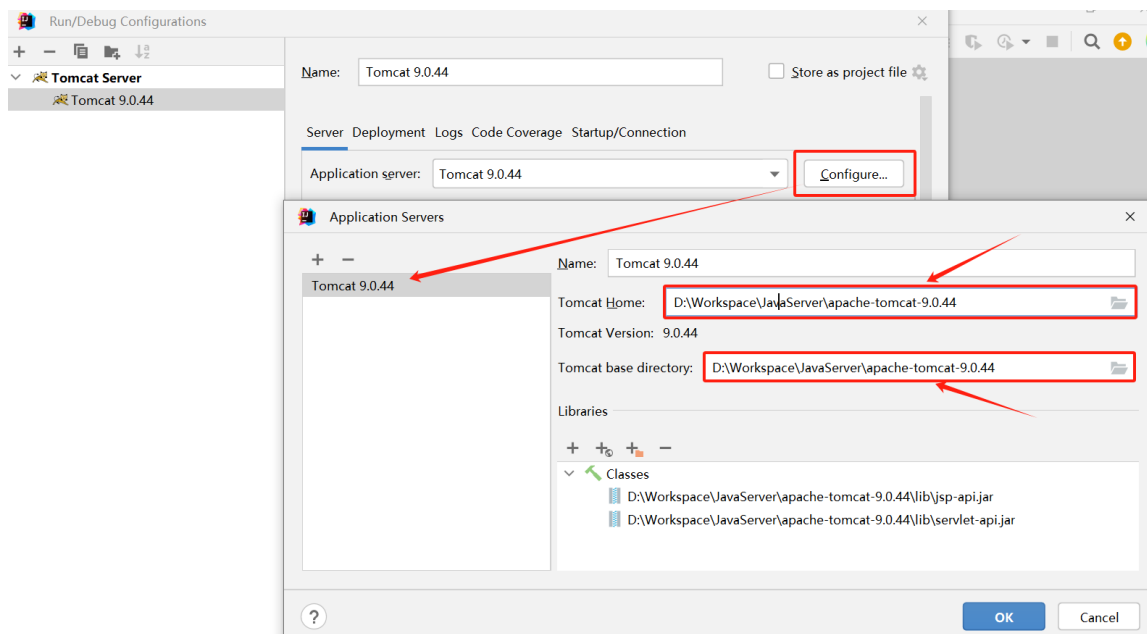 Run/Debug Configurations
Tomcat Server
Tomcat 9.0.44
Name: Tomcat 9.0.44 Store as project file
Server Deployment Logs Code Coverage Startup/Connection
Application server: Tomcat 9.0.44 Configure...
Application Servers
Tomcat 9.0.44
Name: Tomcat 9.0.44
Tomcat Home: D:\Workspace\JavaServer\apache-tomcat-9.0.44
Tomcat Version: 9.0.44
Tomcat base directory: D:\Workspace\JavaServer\apache-tomcat-9.0.44
Libraries
Classes
D:\Workspace\JavaServer\apache-tomcat-9.0.44\lib\jsp-api.jar
D:\Workspace\JavaServer\apache-tomcat-9.0.44\lib\servlet-api.jar
? OK Cancel